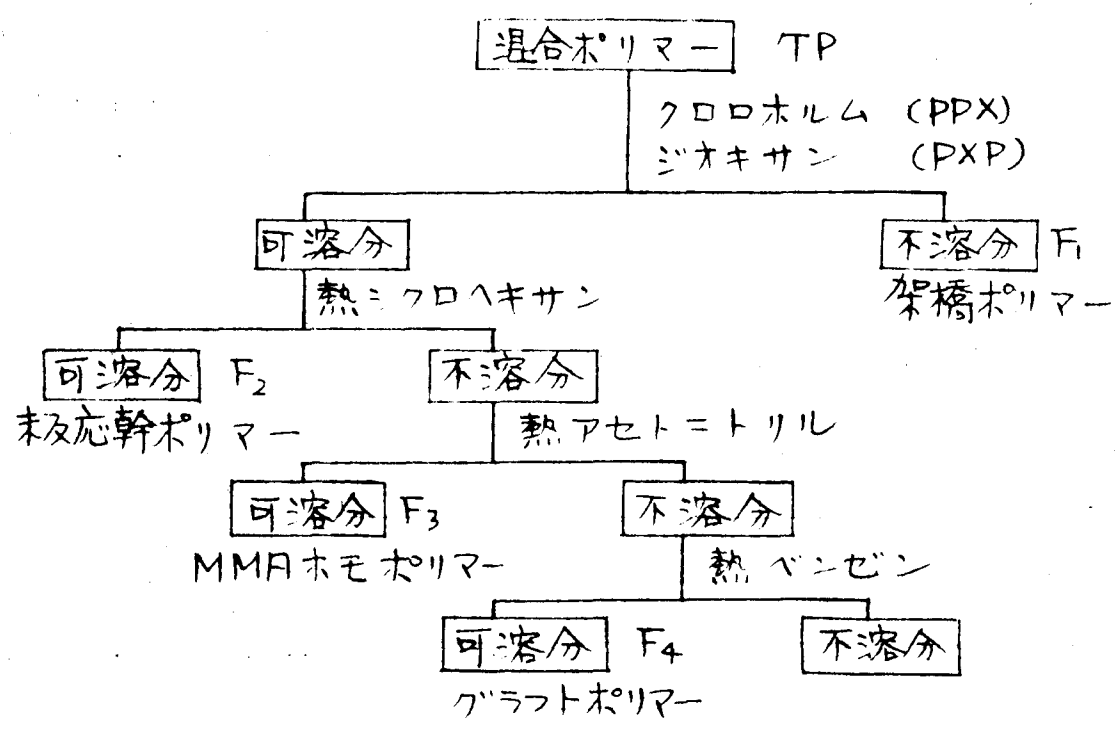 混合ポリマー TP
クロロホルム (PPX)
ジオキサン (PXP)
可溶分
不溶分 F₁
架橋ポリマー
熱シクロヘキサン
可溶分 F₂
不溶分
未反応幹ポリマー
熱アセトニトリル
可溶分 F₃
不溶分
MMAホモポリマー
熱ベンゼン
可溶分 F₄
不溶分
グラフトポリマー